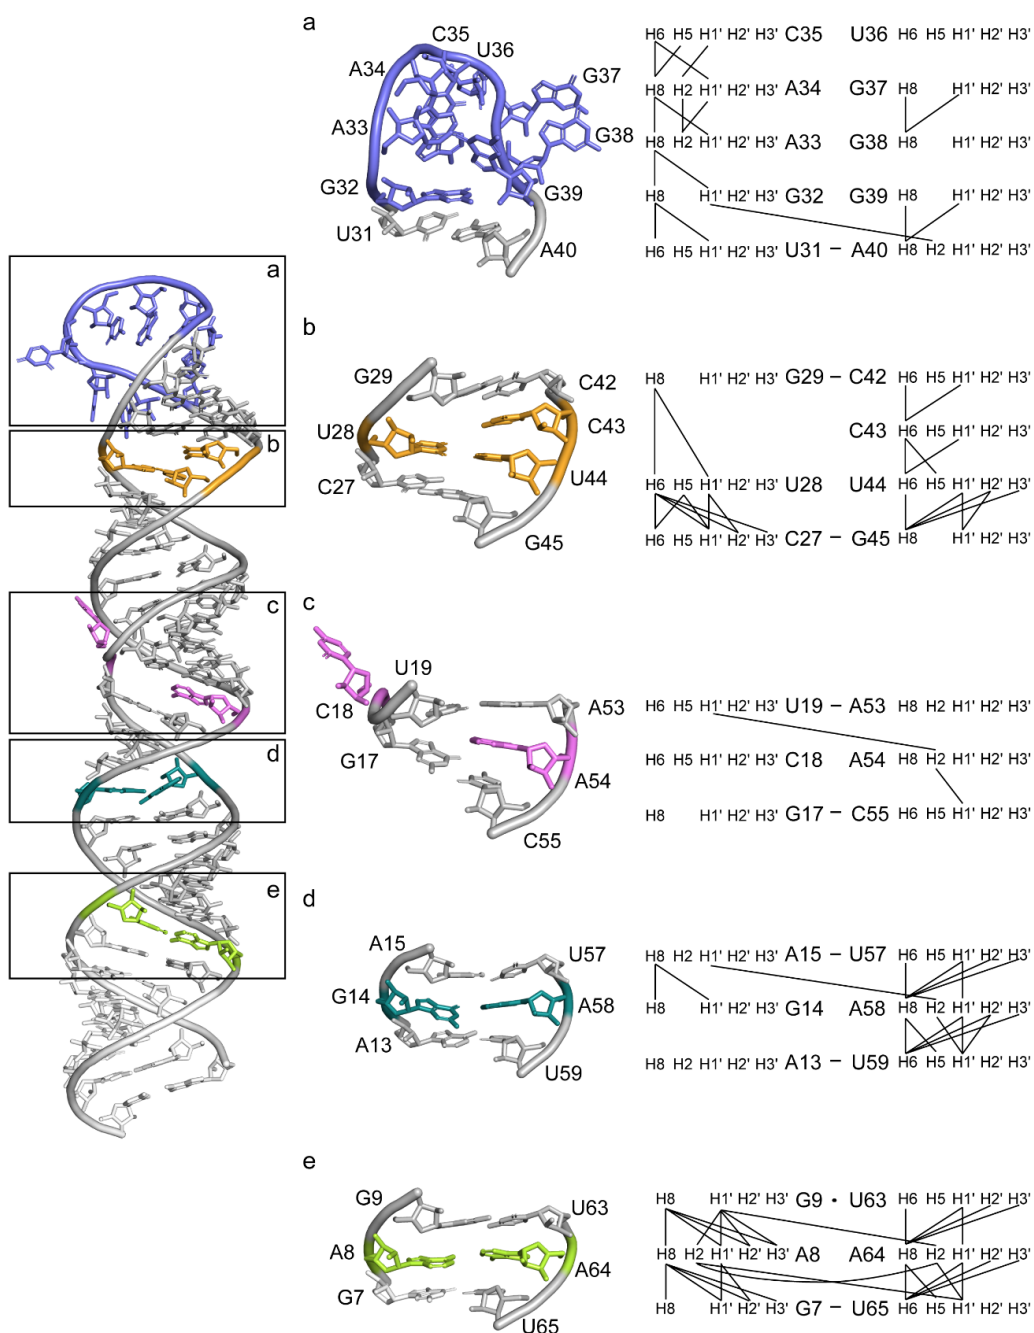 a
C35
U36
A34
G37
A33
G38
G32
G39
U31
A40
H6 H5 H1' H2' H3' C35 U36 H6 H5 H1' H2' H3'
H8 H2 H1' H2' H3' A34 G37 H8 H1' H2' H3'
H8 H2 H1' H2' H3' A33 G38 H8 H1' H2' H3'
H8 H1' H2' H3' G32 G39 H8 H1' H2' H3'
H6 H5 H1' H2' H3' U31 – A40 H8 H2 H1' H2' H3'
a
b
c
d
e
b
G29
C42
U28
C43
C27
U44
G45
H8 H1' H2' H3' G29 – C42 H6 H5 H1' H2' H3'
C43 H6 H5 H1' H2' H3'
H6 H5 H1' H2' H3' U28 U44 H6 H5 H1' H2' H3'
H6 H5 H1' H2' H3' C27 – G45 H8 H1' H2' H3'
c
U19
C18
A53
G17
A54
C55
H6 H5 H1' H2' H3' U19 – A53 H8 H2 H1' H2' H3'
H6 H5 H1' H2' H3' C18 A54 H8 H2 H1' H2' H3'
H8 H1' H2' H3' G17 – C55 H6 H5 H1' H2' H3'
d
A15
U57
G14
A58
A13
U59
H8 H2 H1' H2' H3' A15 – U57 H6 H5 H1' H2' H3'
H8 H1' H2' H3' G14 A58 H8 H2 H1' H2' H3'
H8 H2 H1' H2' H3' A13 – U59 H6 H5 H1' H2' H3'
e
G9
U63
A8
A64
G7
U65
H8 H1' H2' H3' G9 • U63 H6 H5 H1' H2' H3'
H8 H2 H1' H2' H3' A8 A64 H8 H2 H1' H2' H3'
H8 H1' H2' H3' G7 – U65 H6 H5 H1' H2' H3'